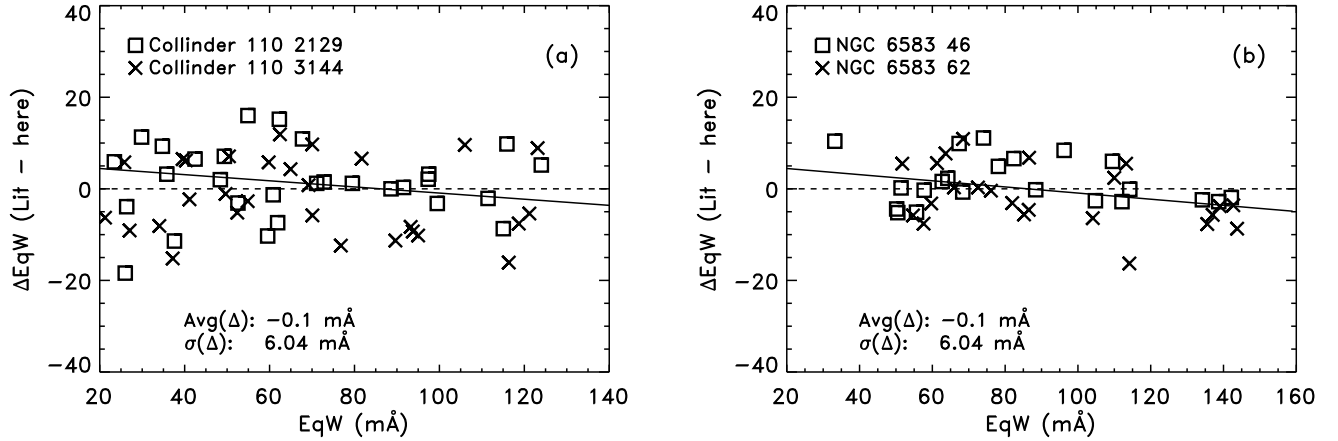 40
20
0
−20
−40
ΔEqW (Lit − here)
Collinder 110 2129
Collinder 110 3144
(a)
Avg(Δ): −0.1 mÅ
σ(Δ): 6.04 mÅ
20 40 60 80 100 120 140
EqW (mÅ)
40
20
0
−20
−40
ΔEqW (Lit − here)
NGC 6583 46
NGC 6583 62
(b)
Avg(Δ): −0.1 mÅ
σ(Δ): 6.04 mÅ
20 40 60 80 100 120 140 160
EqW (mÅ)